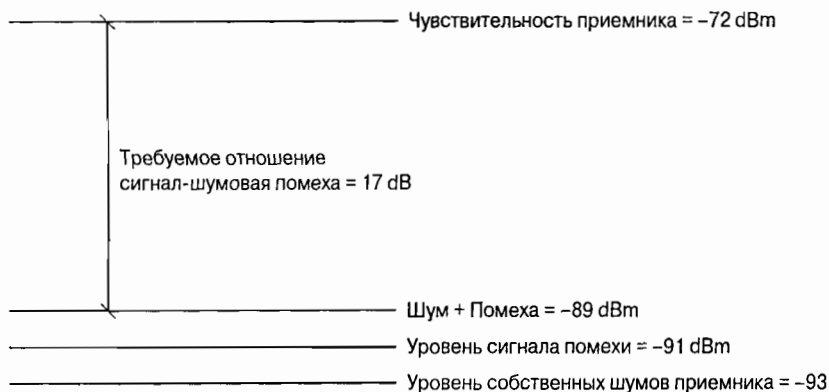 Чувствительность приемника = –72 dBm
Требуемое отношение
сигнал-шумовая помеха = 17 dB
Шум + Помеха = –89 dBm
Уровень сигнала помехи = –91 dBm
Уровень собственных шумов приемника = –93